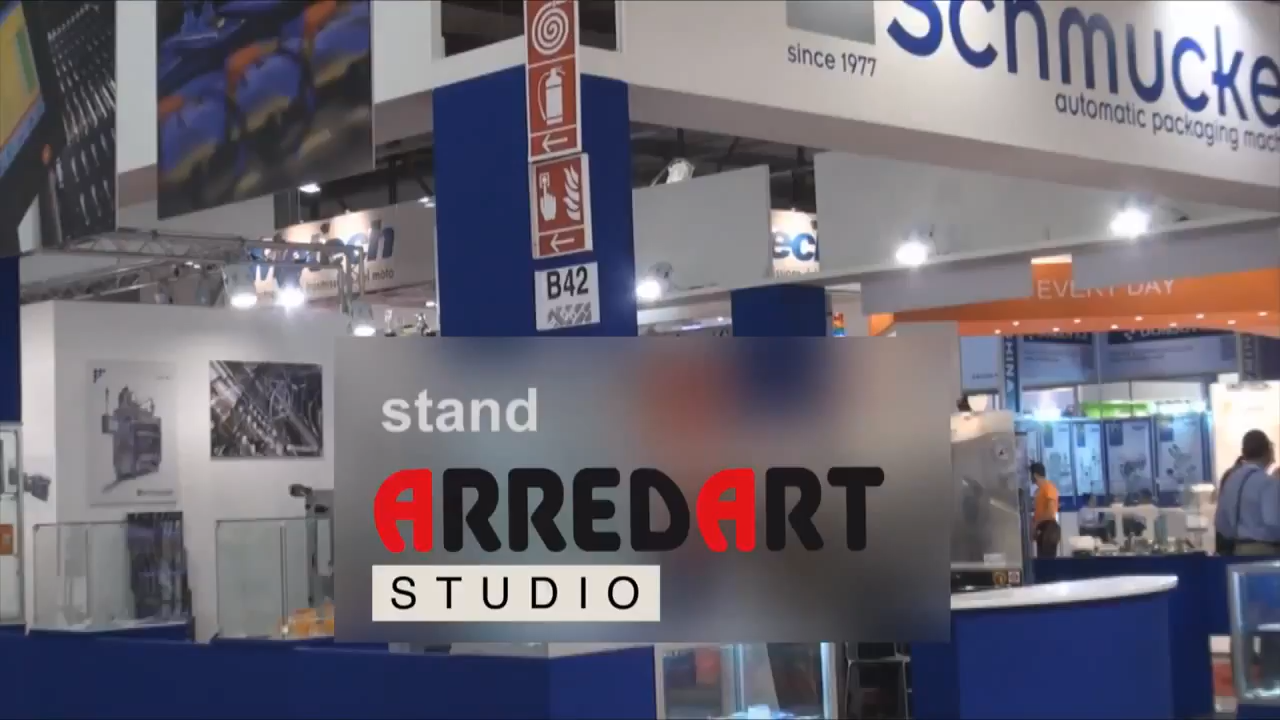 since 1977
Schmucke
automatic packaging mach
B42
EVERY DAY
stand
ARREDART
STUDIO